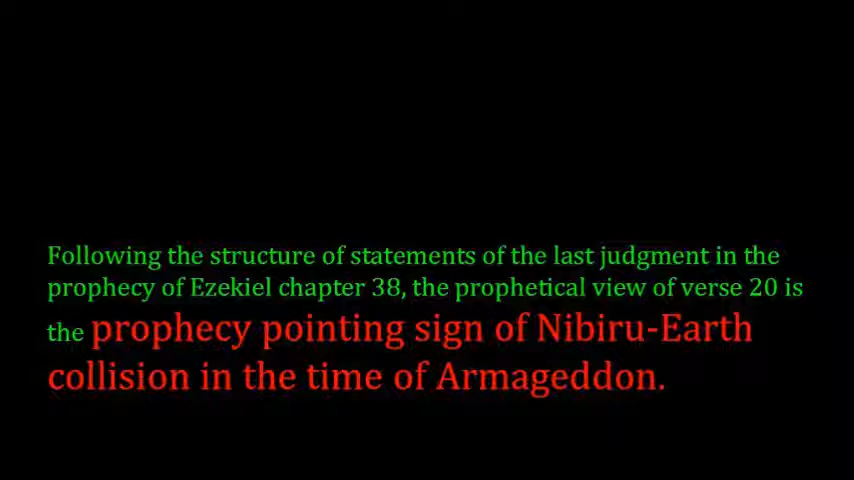 Following the structure of statements of the last judgment in the
prophecy of Ezekiel chapter 38, the prophetical view of verse 20 is
the prophecy pointing sign of Nibiru-Earth
collision in the time of Armageddon.